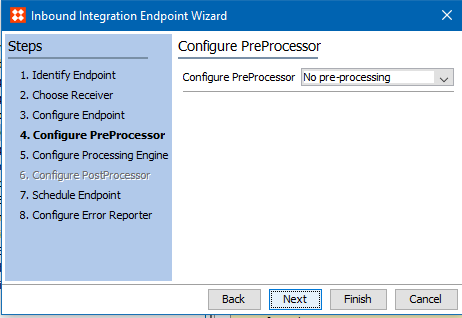 Inbound Integration Endpoint Wizard
Steps
1. Identify Endpoint
2. Choose Receiver
3. Configure Endpoint
4. Configure PreProcessor
5. Configure Processing Engine
6. Configure PostProcessor
7. Schedule Endpoint
8. Configure Error Reporter
Configure PreProcessor
Configure PreProcessor No pre-processing
Back Next Finish Cancel